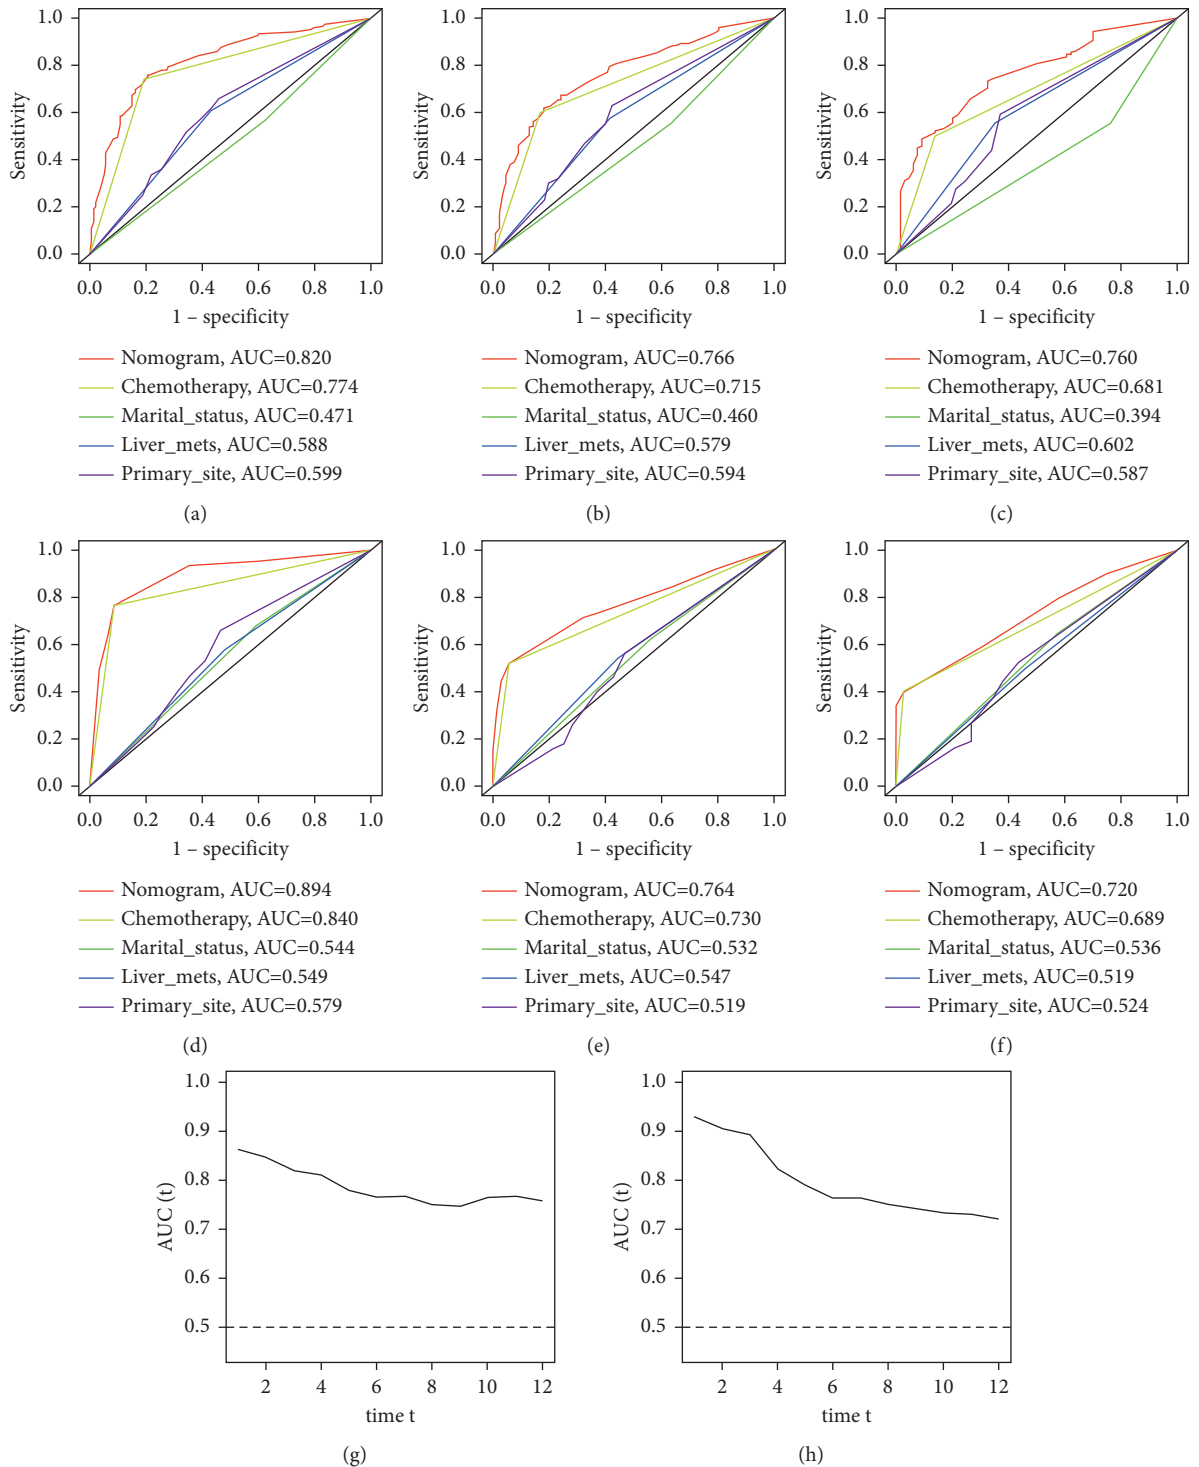 1.0
0.8
0.6
0.4
0.2
0.0
Sensitivity
0.0 0.2 0.4 0.6 0.8 1.0
1 – specificity
Nomogram, AUC=0.820
Chemotherapy, AUC=0.774
Marital_status, AUC=0.471
Liver_mets, AUC=0.588
Primary_site, AUC=0.599
(a)
1.0
0.8
0.6
0.4
0.2
0.0
Sensitivity
0.0 0.2 0.4 0.6 0.8 1.0
1 – specificity
Nomogram, AUC=0.766
Chemotherapy, AUC=0.715
Marital_status, AUC=0.460
Liver_mets, AUC=0.579
Primary_site, AUC=0.594
(b)
1.0
0.8
0.6
0.4
0.2
0.0
Sensitivity
0.0 0.2 0.4 0.6 0.8 1.0
1 – specificity
Nomogram, AUC=0.760
Chemotherapy, AUC=0.681
Marital_status, AUC=0.394
Liver_mets, AUC=0.602
Primary_site, AUC=0.587
(c)
1.0
0.8
0.6
0.4
0.2
0.0
Sensitivity
0.0 0.2 0.4 0.6 0.8 1.0
1 – specificity
Nomogram, AUC=0.894
Chemotherapy, AUC=0.840
Marital_status, AUC=0.544
Liver_mets, AUC=0.549
Primary_site, AUC=0.579
(d)
1.0
0.8
0.6
0.4
0.2
0.0
Sensitivity
0.0 0.2 0.4 0.6 0.8 1.0
1 – specificity
Nomogram, AUC=0.764
Chemotherapy, AUC=0.730
Marital_status, AUC=0.532
Liver_mets, AUC=0.547
Primary_site, AUC=0.519
(e)
1.0
0.8
0.6
0.4
0.2
0.0
Sensitivity
0.0 0.2 0.4 0.6 0.8 1.0
1 – specificity
Nomogram, AUC=0.720
Chemotherapy, AUC=0.689
Marital_status, AUC=0.536
Liver_mets, AUC=0.519
Primary_site, AUC=0.524
(f)
1.0
0.9
0.8
0.7
0.6
0.5
AUC (t)
2 4 6 8 10 12
time t
(g)
1.0
0.9
0.8
0.7
0.6
0.5
AUC (t)
2 4 6 8 10 12
time t
(h)